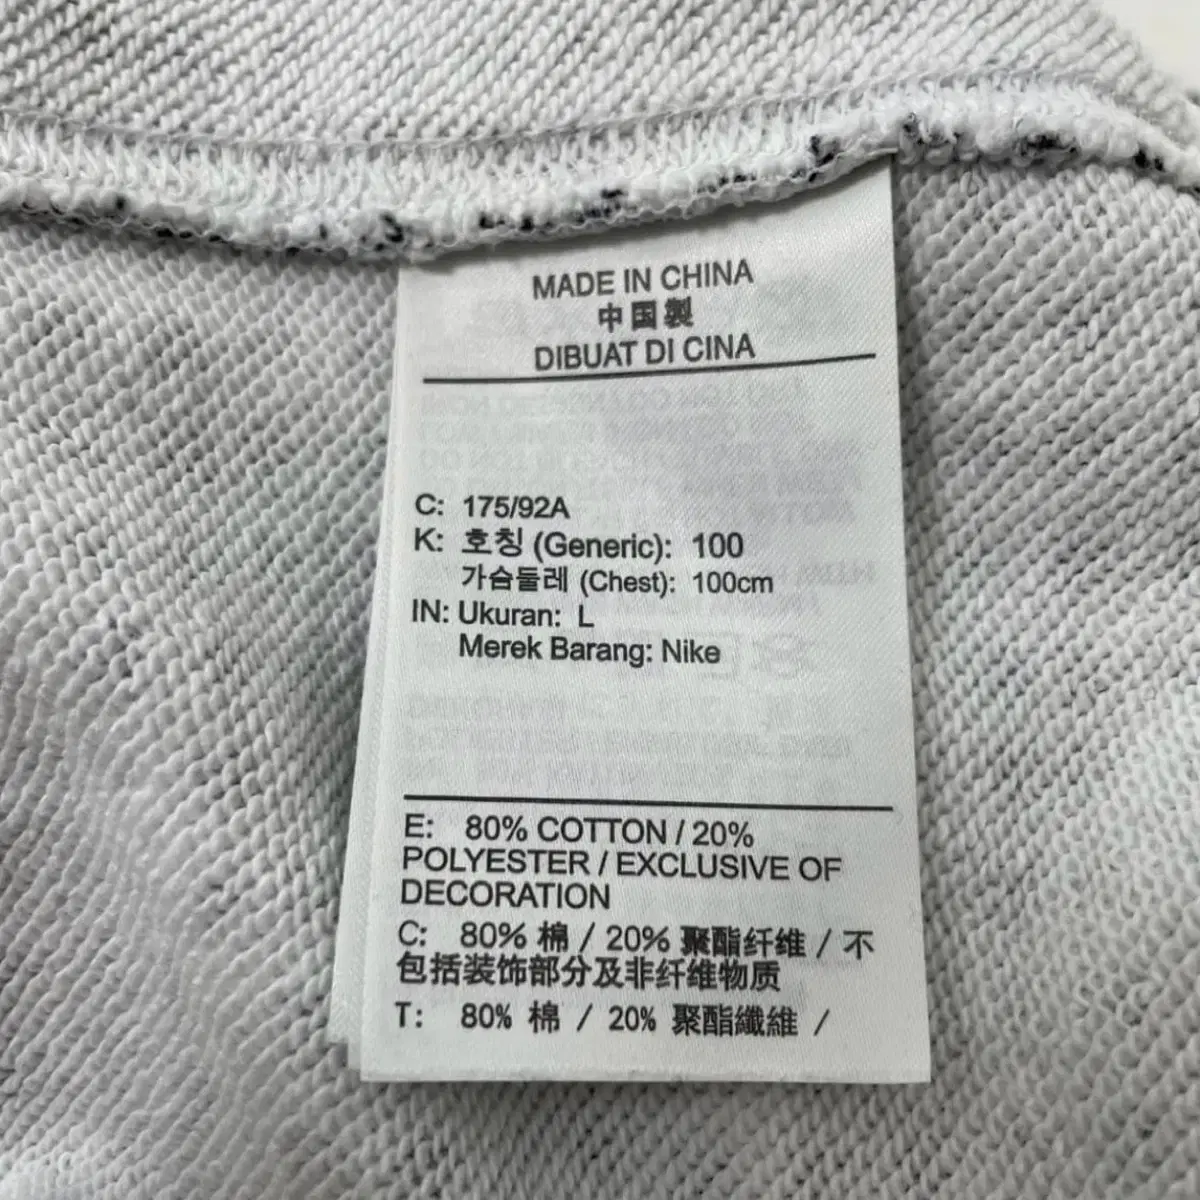 MADE IN CHINA
中国製
DIBUAT DI CINA
C: 175/92A
K: 호칭 (Generic): 100
가슴둘레 (Chest): 100cm
IN: Ukuran: L
Merek Barang: Nike
E: 80% COTTON / 20%
POLYESTER / EXCLUSIVE OF
DECORATION
C: 80% 棉 / 20% 聚酯纤维 / 不
包括装饰部分及非纤维物质
T: 80% 棉 / 20% 聚酯纖維 /